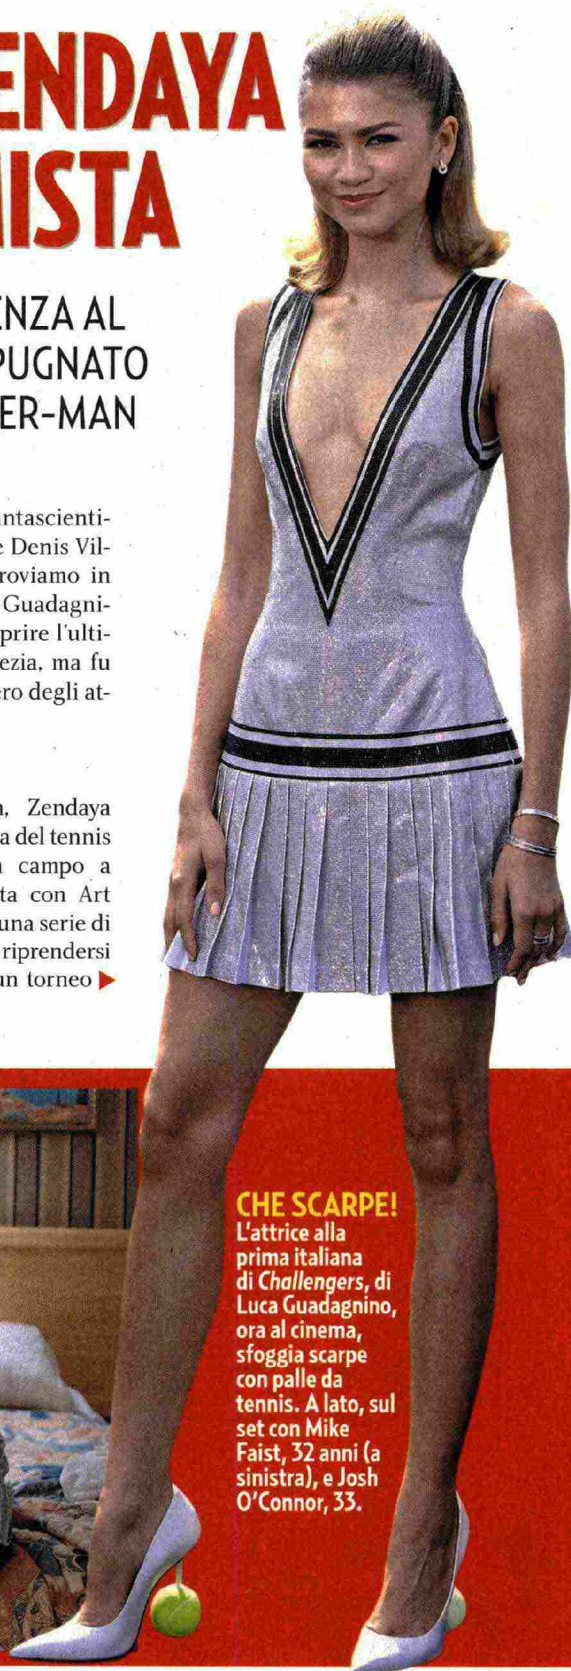 ENDAYA
ISTA
ENZA AL
PUGNATO
ER-MAN
antascienti-
e Denis Vil-
roviamo in
Guadagni-
prire l'ulti-
ezia, ma fu
ro degli at-
, Zendaya
a del tennis
campo a
ta con Art
una serie di
riprendersi
un torneo
CHE SCARPE!
L'attrice alla
prima italiana
di Challengers, di
Luca Guadagnino,
ora al cinema,
sfoggia scarpe
con palle da
tennis. A lato, sul
set con Mike
Faist, 32 anni (a
sinistra), e Josh
O'Connor, 33.